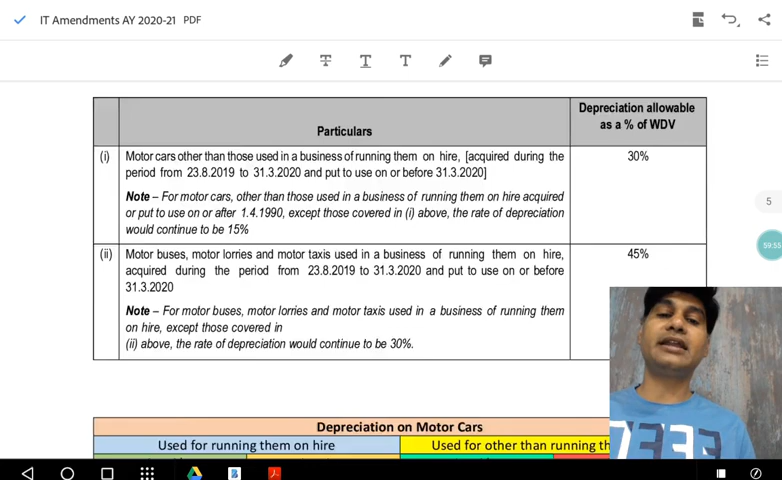 IT Amendments AY 2020-21 PDF
Particulars
Depreciation allowable
as a % of WDV
(i) Motor cars other than those used in a business of running them on hire, [acquired during the 30%
period from 23.8.2019 to 31.3.2020 and put to use on or before 31.3.2020]
Note – For motor cars, other than those used in a business of running them on hire acquired
or put to use on or after 1.4.1990, except those covered in (i) above, the rate of depreciation
would continue to be 15%
(ii) Motor buses, motor lorries and motor taxis used in a business of running them on hire, 45%
acquired during the period from 23.8.2019 to 31.3.2020 and put to use on or before
31.3.2020
Note – For motor buses, motor lorries and motor taxis used in a business of running them
on hire, except those covered in
(ii) above, the rate of depreciation would continue to be 30%.
5
59:55
Depreciation on Motor Cars
Used for running them on hire
Used for other than running th